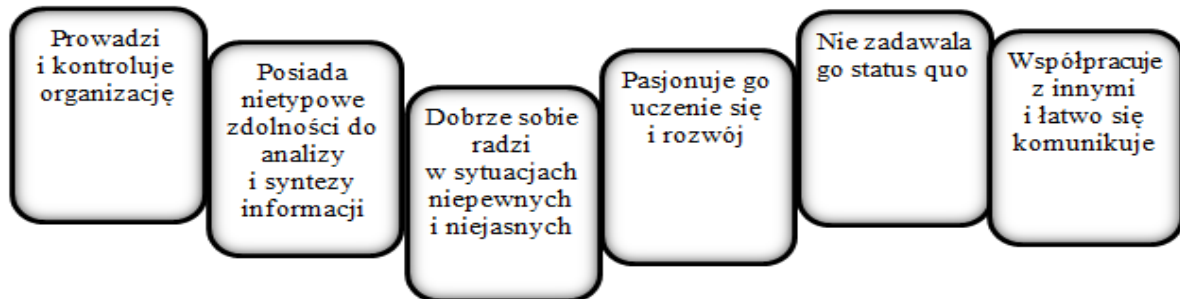 Prowadzi
i kontroluje
organizację
Posiada
nietypowe
zdolności do
analizy
i syntezy
informacji
Dobrze sobie
radzi
w sytuacjach
niepewnych
i niejasnych
Pasjonuje go
uczenie się
i rozwój
Nie zadawala
go status quo
Współpracuje
z innymi
i łatwo się
komunikuje